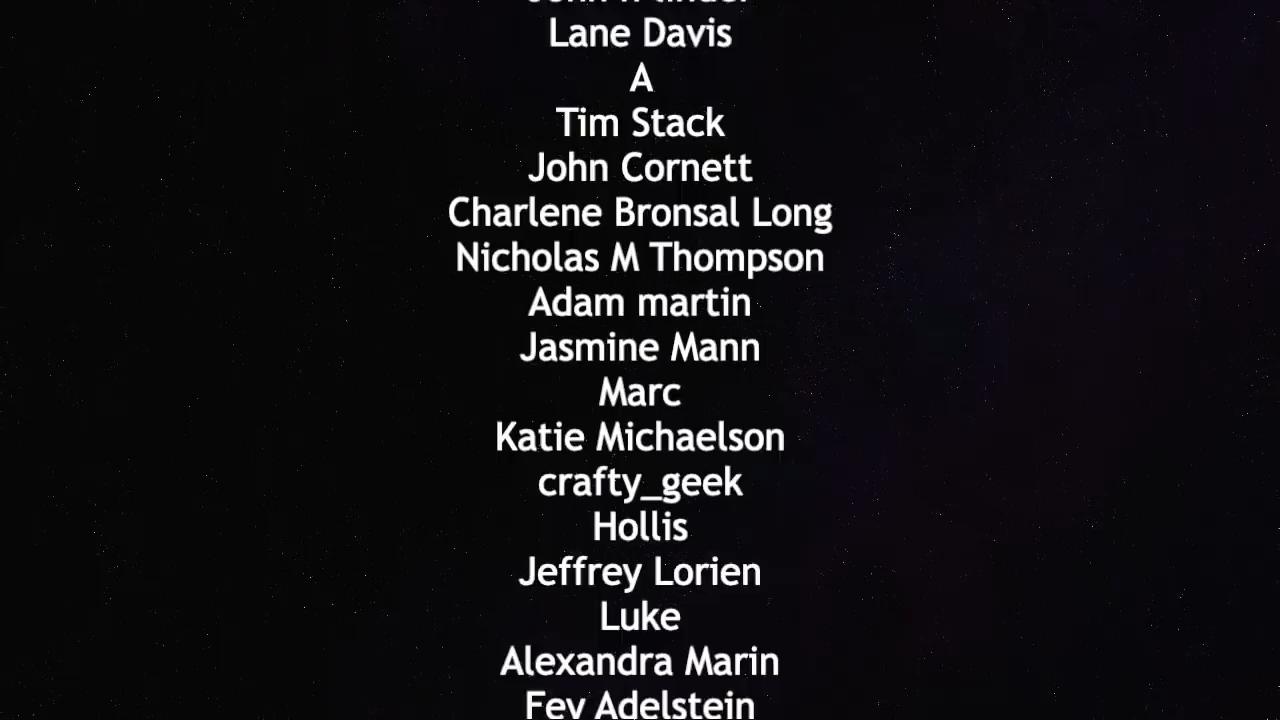 Lane Davis
A
Tim Stack
John Cornett
Charlene Bronsal Long
Nicholas M Thompson
Adam martin
Jasmine Mann
Marc
Katie Michaelson
crafty_geek
Hollis
Jeffrey Lorien
Luke
Alexandra Marin
Adelstein